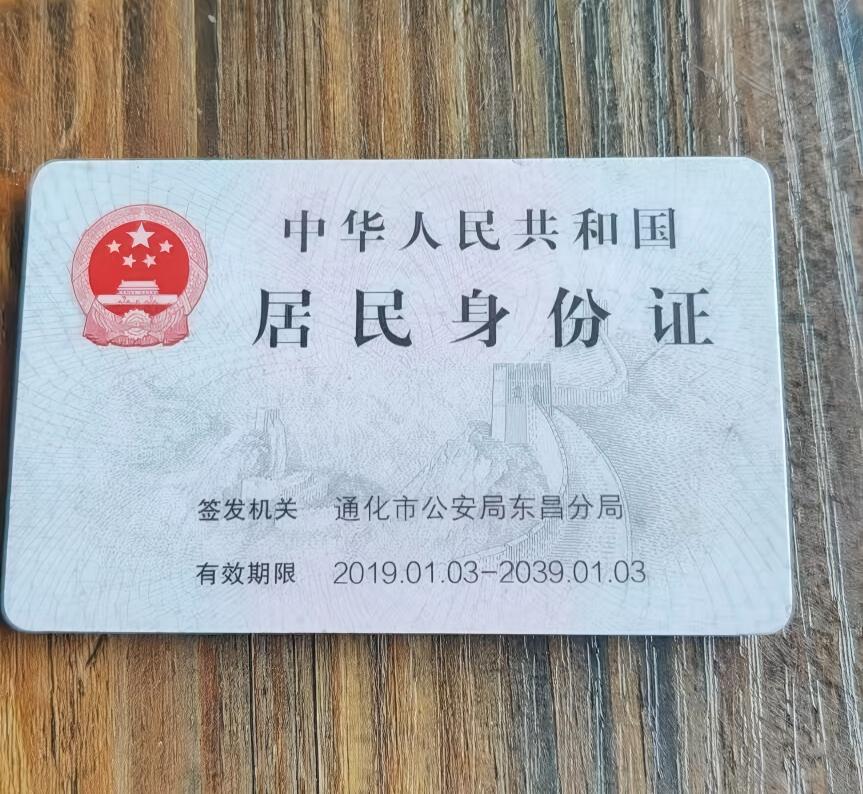 中华人民共和国
居民身份证
签发机关 通化市公安局东昌分局
有效期限 2019.01.03-2039.01.03